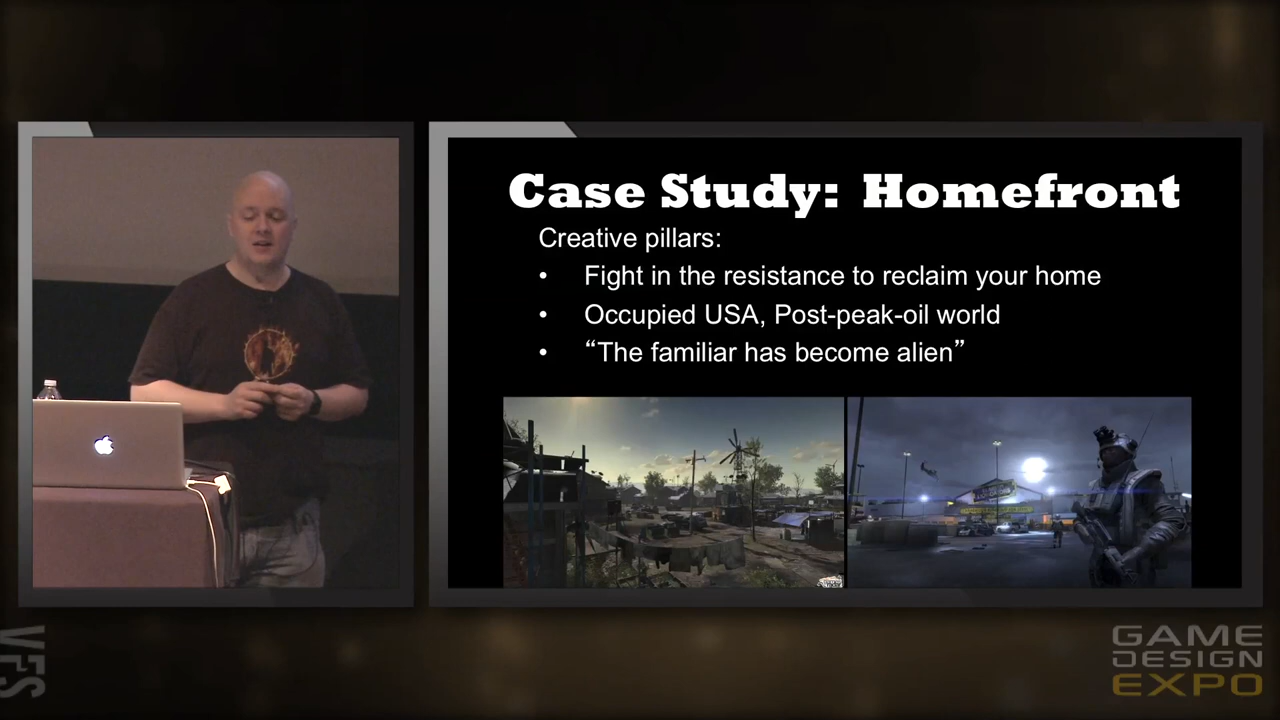 Case Study: Homefront
Creative pillars:
• Fight in the resistance to reclaim your home
• Occupied USA, Post-peak-oil world
• “The familiar has become alien”
VFS
GAME
DESIGN
EXPO